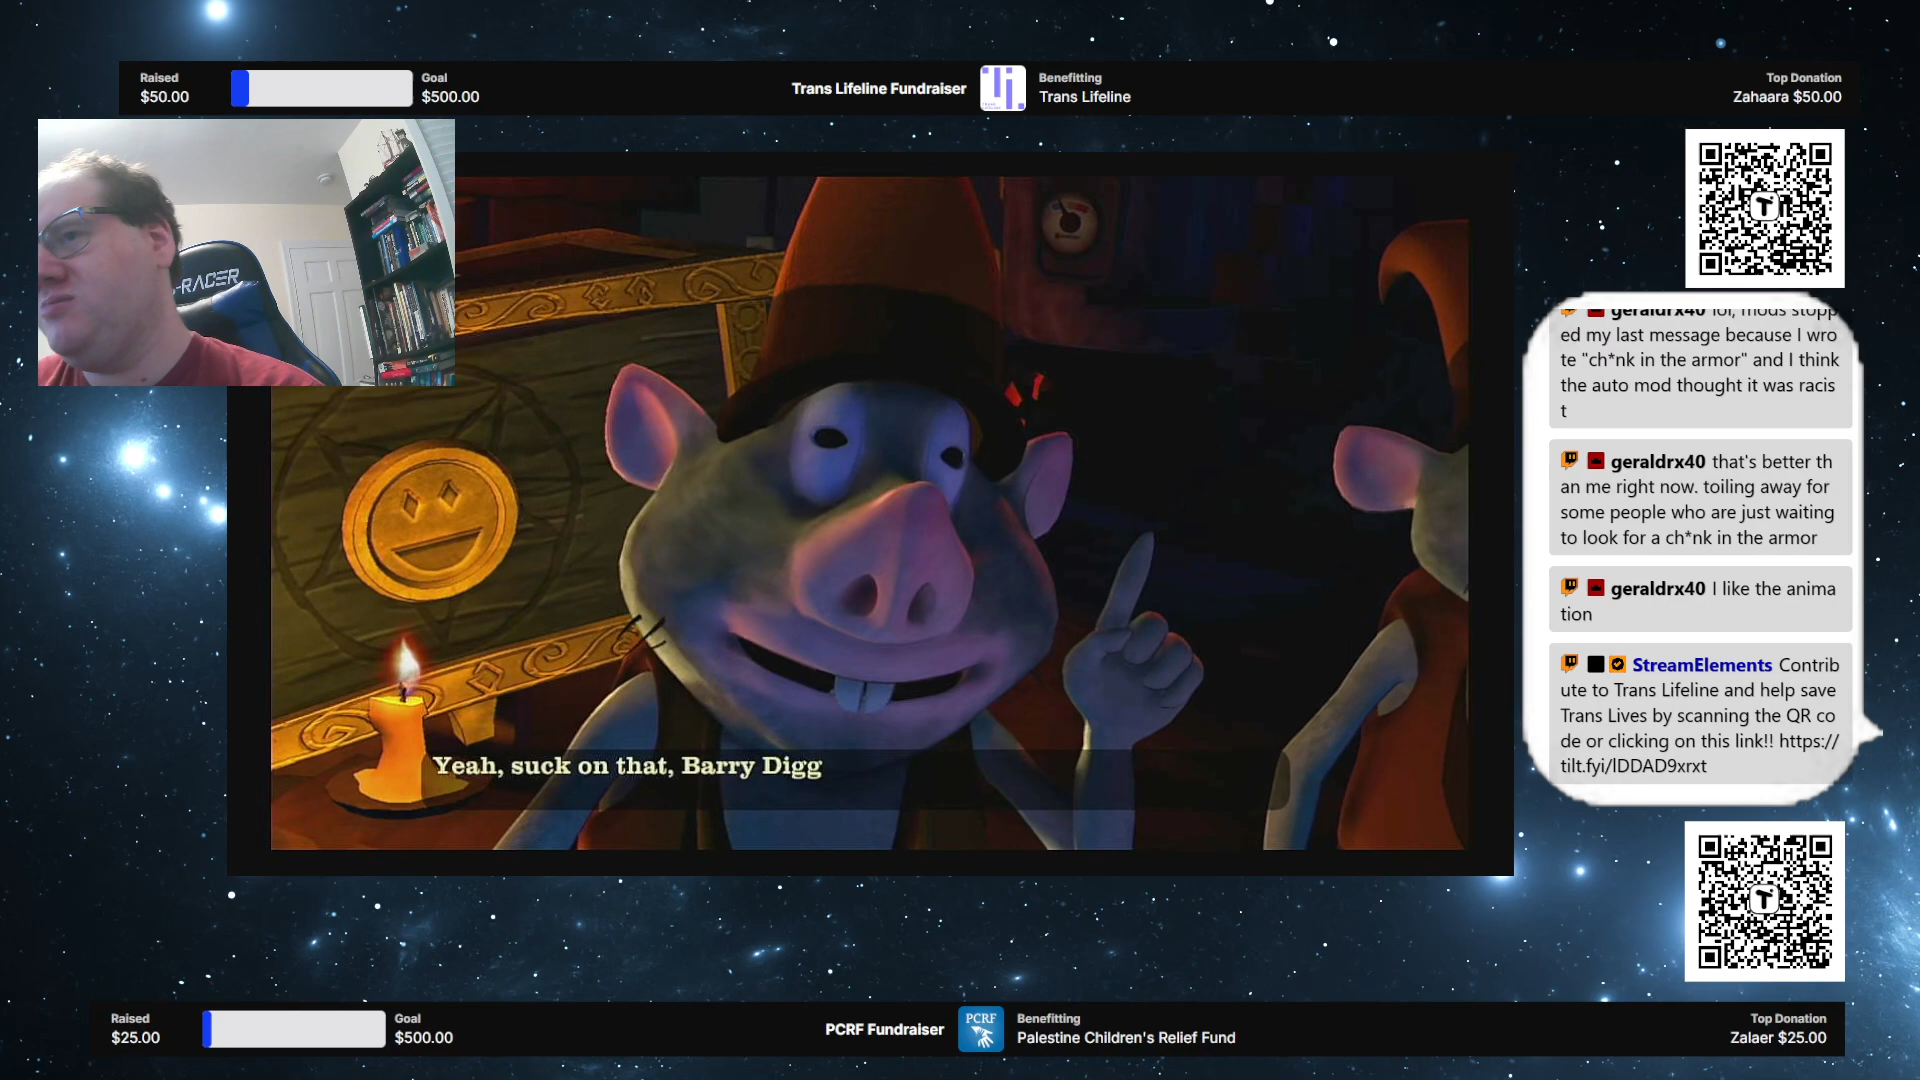 Raised
$50.00
Goal
$500.00
Trans Lifeline Fundraiser
Benefitting
Trans Lifeline
Top Donation
Zahaara $50.00
-RACER
geraldrx40 lol, mods stopp
ed my last message because I wro
te "ch*nk in the armor" and I think
the auto mod thought it was racis
t
geraldrx40 that's better th
an me right now. toiling away for
some people who are just waiting
to look for a ch*nk in the armor
geraldrx40 I like the anima
tion
StreamElements Contrib
ute to Trans Lifeline and help save
Trans Lives by scanning the QR co
de or clicking on this link!! https://
tilt.fyi/lDDAD9xrxt
Yeah, suck on that, Barry Digg
Raised
$25.00
Goal
$500.00
PCRF Fundraiser
PCRF
Benefitting
Palestine Children's Relief Fund
Top Donation
Zalaer $25.00